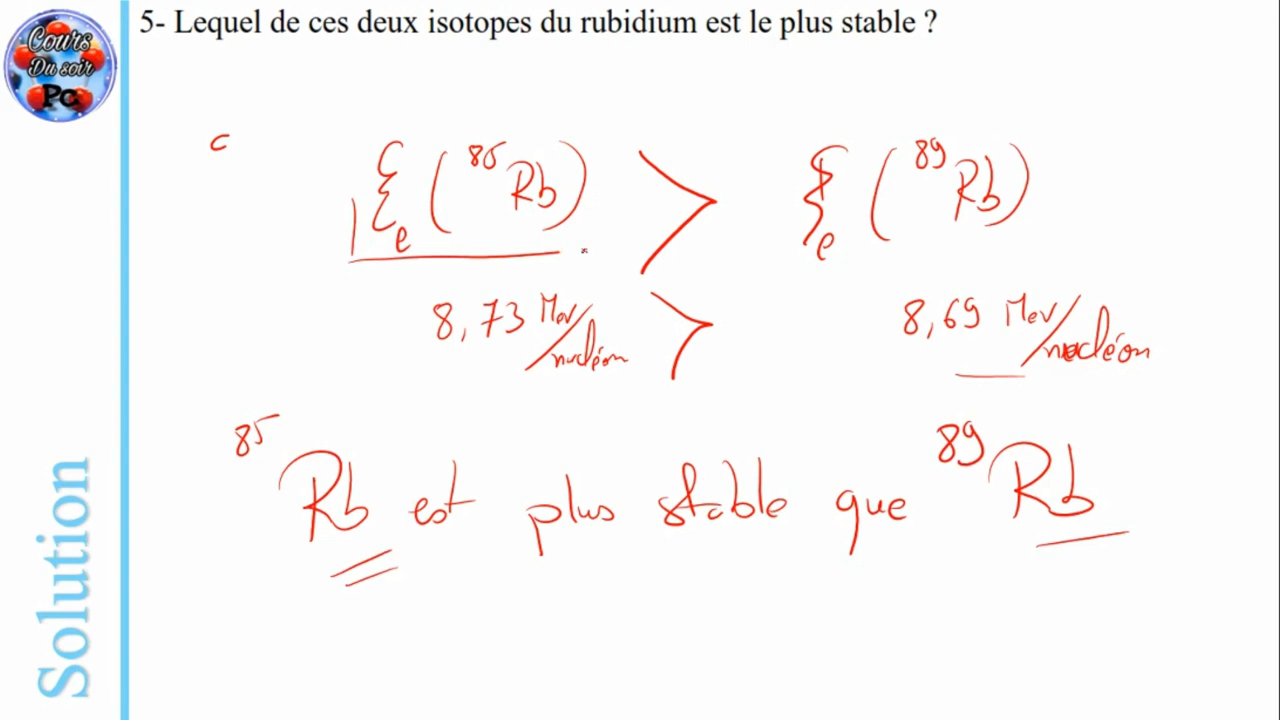 5- Lequel de ces deux isotopes du rubidium est le plus stable ?
Cours
Du soir
PC
c
ξe (85Rb) > ξe (89Rb)
8,73 Mev/nucléon > 8,69 Mev/nucléon
85Rb est plus stable que 89Rb
Solution